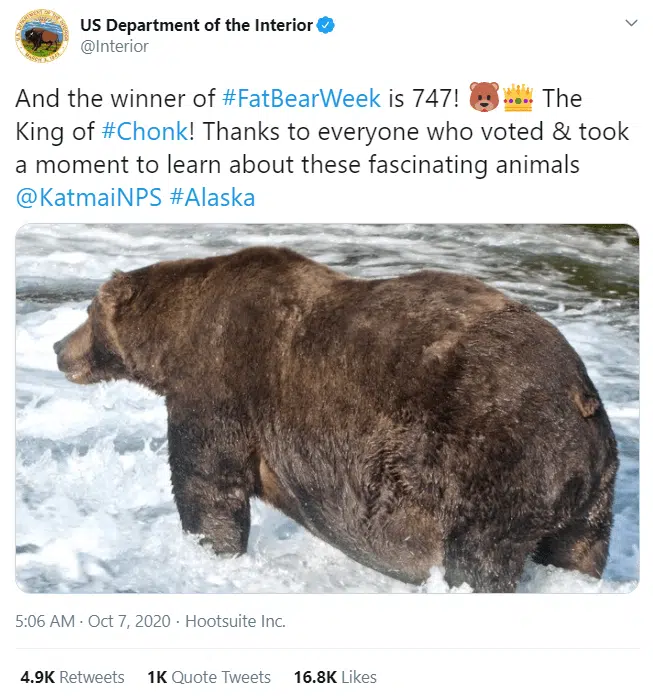 US Department of the Interior
@Interior
And the winner of #FatBearWeek is 747! 🐻👑 The
King of #Chonk! Thanks to everyone who voted & took
a moment to learn about these fascinating animals
@KatmaiNPS #Alaska
5:06 AM · Oct 7, 2020 · Hootsuite Inc.
4.9K Retweets 1K Quote Tweets 16.8K Likes